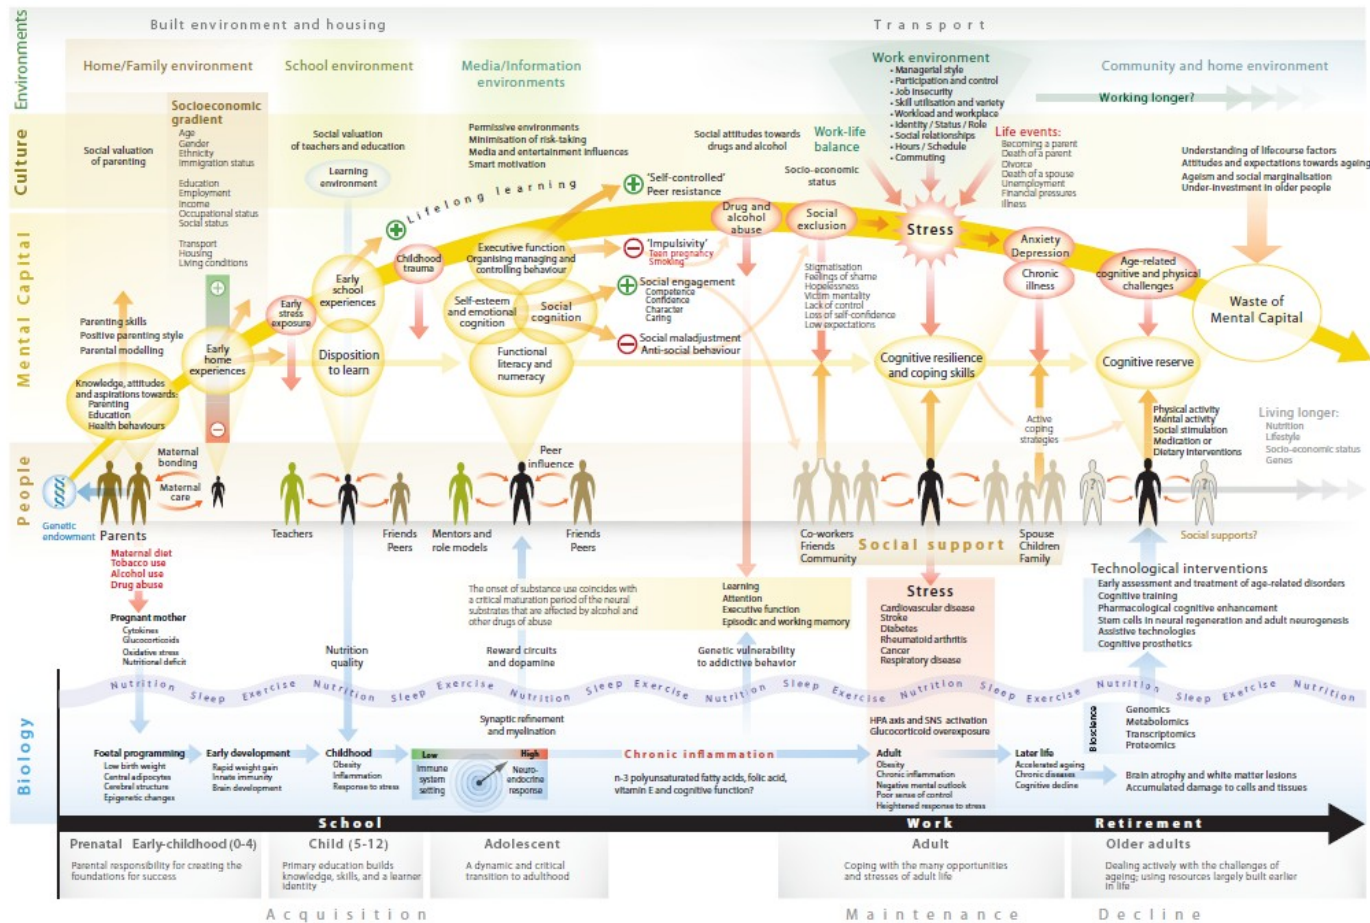 Environments
Built environment and housing
Transport
Home/Family environment
School environment
Media/Information
environments
Work environment
• Managerial style
• Participation and control
• Job insecurity
• Skill utilisation and variety
• Workload and workplace
• Identity / Status / Role
• Social relationships
• Hours / Schedule
• Commuting
Community and home environment
Working longer?
Culture
Social valuation
of parenting
Socioeconomic
gradient
Age
Gender
Ethnicity
Immigration status
Education
Employment
Income
Occupational status
Social status
Transport
Housing
Living conditions
Social valuation
of teachers and education
Learning
environment
Permissive environments
Minimisation of risk-taking
Media and entertainment influences
Smart motivation
Social attitudes towards
drugs and alcohol
Work-life
balance
Socio-economic
status
Life events:
Becoming a parent
Death of a parent
Divorce
Death of a spouse
Unemployment
Financial pressures
Illness
Understanding of lifecourse factors
Attitudes and expectations towards ageing
Ageism and social marginalisation
Under-investment in older people
Mental Capital
Lifelong learning
Parenting skills
Positive parenting style
Parental modelling
Knowledge, attitudes
and aspirations towards:
Parenting
Education
Health behaviours
Early
home
experiences
Early
stress
exposure
Early
school
experiences
Disposition
to learn
Childhood
trauma
Executive function
Organising managing and
controlling behaviour
Self-esteem
and emotional
cognition
Social
cognition
Functional
literacy and
numeracy
'Self-controlled'
Peer resistance
'Impulsivity'
Teen pregnancy
Smoking
Social engagement
Competence
Confidence
Character
Caring
Social maladjustment
Anti-social behaviour
Drug and
alcohol
abuse
Social
exclusion
Stigmatisation
Feelings of shame
Hopelessness
Victim mentality
Lack of control
Loss of self-confidence
Low expectations
Stress
Cognitive resilience
and coping skills
Anxiety
Depression
Chronic
illness
Active
coping
strategies
Age-related
cognitive and physical
challenges
Cognitive reserve
Waste of
Mental Capital
Physical activity
Mental activity
Social stimulation
Medication or
Dietary interventions
Living longer:
Nutrition
Lifestyle
Socio-economic status
Genes
People
Genetic
endowment
Parents
Maternal
bonding
Maternal
care
Teachers
Friends
Peers
Mentors and
role models
Peer
influence
Friends
Peers
Co-workers
Friends
Community
Social support
Spouse
Children
Family
?
?
Social supports?
Maternal diet
Tobacco use
Alcohol use
Drug abuse
Pregnant mother
Cytokines
Glucocorticoids
Oxidative stress
Nutritional deficit
Nutrition
quality
The onset of substance use coincides with
a critical maturation period of the neural
substrates that are affected by alcohol and
other drugs of abuse
Learning
Attention
Executive function
Episodic and working memory
Reward circuits
and dopamine
Genetic vulnerability
to addictive behavior
Stress
Cardiovascular disease
Stroke
Diabetes
Rheumatoid arthritis
Cancer
Respiratory disease
Technological interventions
Early assessment and treatment of age-related disorders
Cognitive training
Pharmacological cognitive enhancement
Stem cells in neural regeneration and adult neurogenesis
Assistive technologies
Cognitive prosthetics
Nutrition Sleep Exercise Nutrition Sleep Exercise Nutrition Sleep Exercise Nutrition Sleep Exercise Nutrition Sleep Exercise Nutrition Sleep Exercise Nutrition
Biology
Synaptic refinement
and myelination
HPA axis and SNS activation
Glucocorticoid overexposure
Bioscience
Genomics
Metabolomics
Transcriptomics
Proteomics
Foetal programming
Low birth weight
Central adipocytes
Cerebral structure
Epigenetic changes
Early development
Rapid weight gain
Innate immunity
Brain development
Childhood
Obesity
Inflammation
Response to stress
Low
High
Immune
system
setting
Neuro-
endocrine
response
Chronic inflammation
n-3 polyunsaturated fatty acids, folic acid,
vitamin E and cognitive function?
Adult
Obesity
Chronic inflammation
Negative mental outlook
Poor sense of control
Heightened response to stress
Later life
Accelerated ageing
Chronic diseases
Cognitive decline
Brain atrophy and white matter lesions
Accumulated damage to cells and tissues
School
Work
Retirement
Prenatal Early-childhood (0-4)
Parental responsibility for creating the
foundations for success
Child (5-12)
Primary education builds
knowledge, skills, and a learner
identity
Adolescent
A dynamic and critical
transition to adulthood
Adult
Coping with the many opportunities
and stresses of adult life
Older adults
Dealing actively with the challenges of
ageing; using resources largely built earlier
in life
Acquisition
Maintenance
Decline